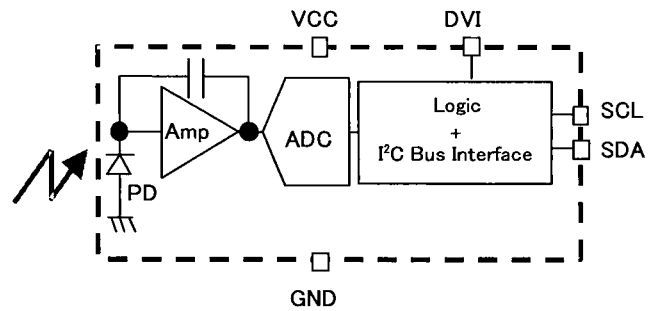 VCC
DVI
Amp
ADC
Logic
+
I²C Bus Interface
SCL
SDA
PD
GND